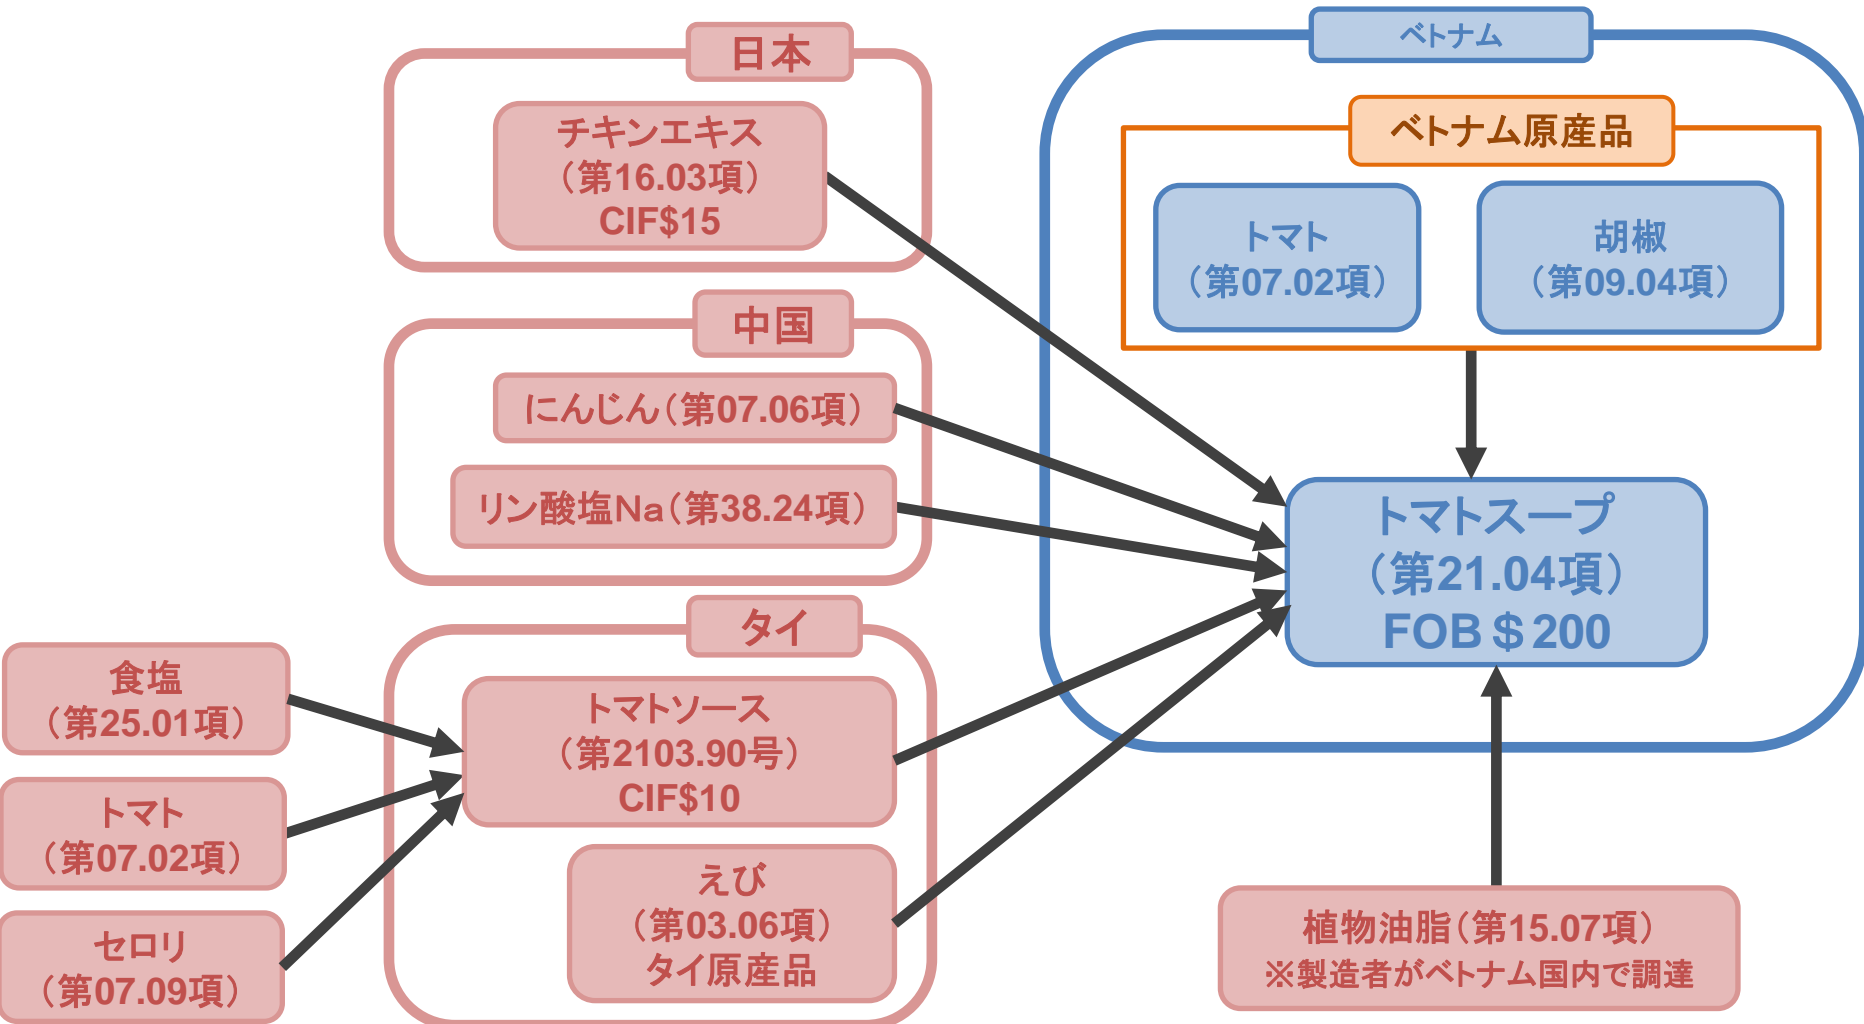 日本
チキンエキス
（第16.03項）
CIF$15
中国
にんじん（第07.06項）
リン酸塩Na（第38.24項）
タイ
食塩
（第25.01項）
トマト
（第07.02項）
セロリ
（第07.09項）
トマトソース
（第2103.90号）
CIF$10
えび
（第03.06項）
タイ原産品
ベトナム
ベトナム原産品
トマト
（第07.02項）
胡椒
（第09.04項）
トマトスープ
（第21.04項）
FOB＄200
植物油脂（第15.07項）
※製造者がベトナム国内で調達